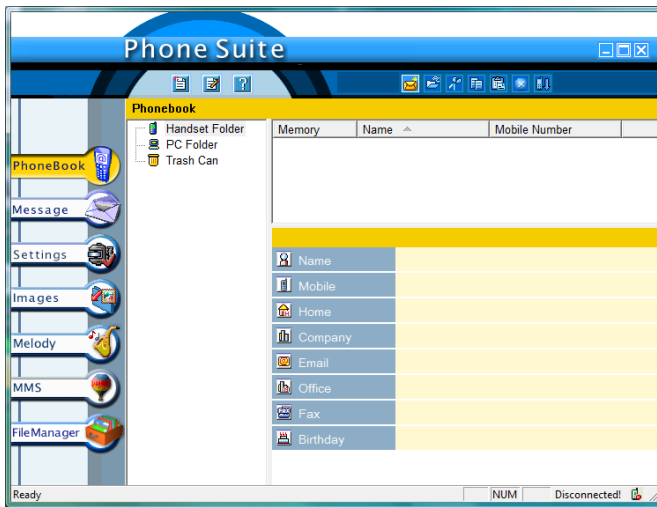 Phone Suite
Phonebook
Handset Folder
PC Folder
Trash Can
Memory Name Mobile Number
PhoneBook
Message
Settings
Images
Melody
MMS
FileManager
Name
Mobile
Home
Company
Email
Office
Fax
Birthday
Ready NUM Disconnected!